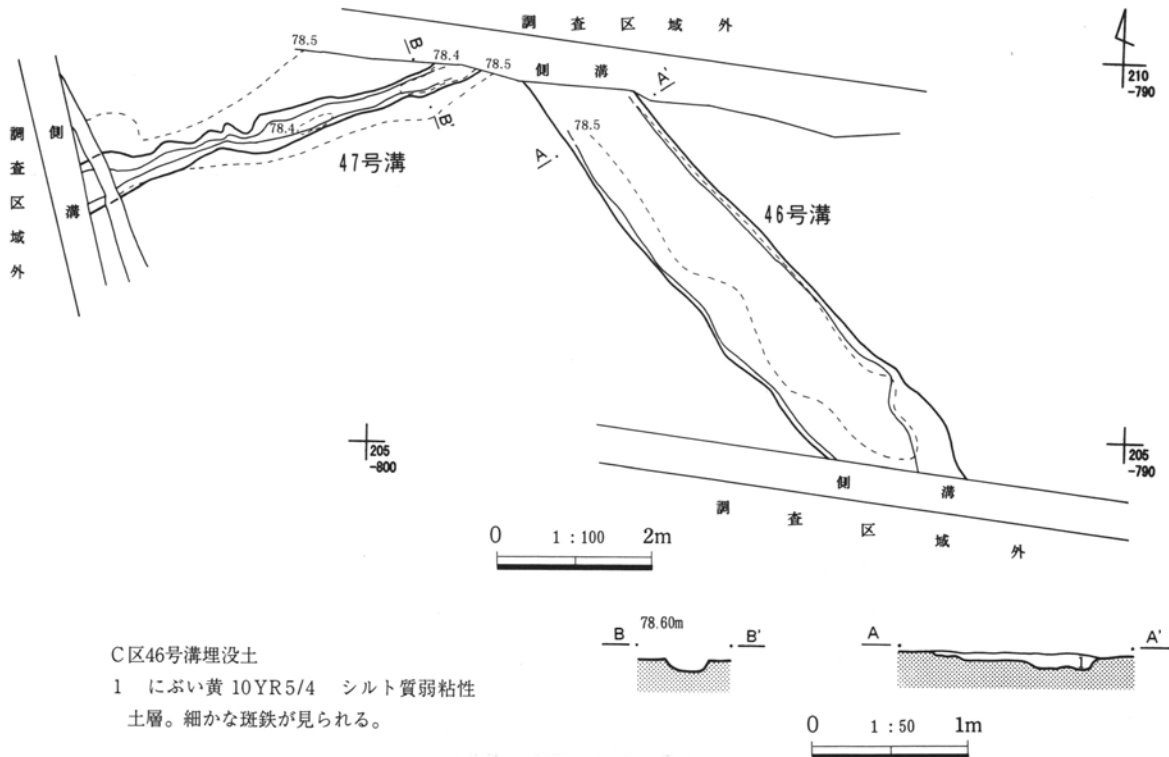 調査区域外
側溝
78.5
B
78.4
78.5
A'
210
-790
調査区域外
側溝
78.4
B'
47号溝
78.5
A
46号溝
205
-800
205
-790
側溝
調査区域外
0 1:100 2m
B 78.60m B'
A A'
1
C区46号溝埋没土
1 にぶい黄 10YR5/4 シルト質弱粘性
土層。細かな斑鉄が見られる。
0 1:50 1m